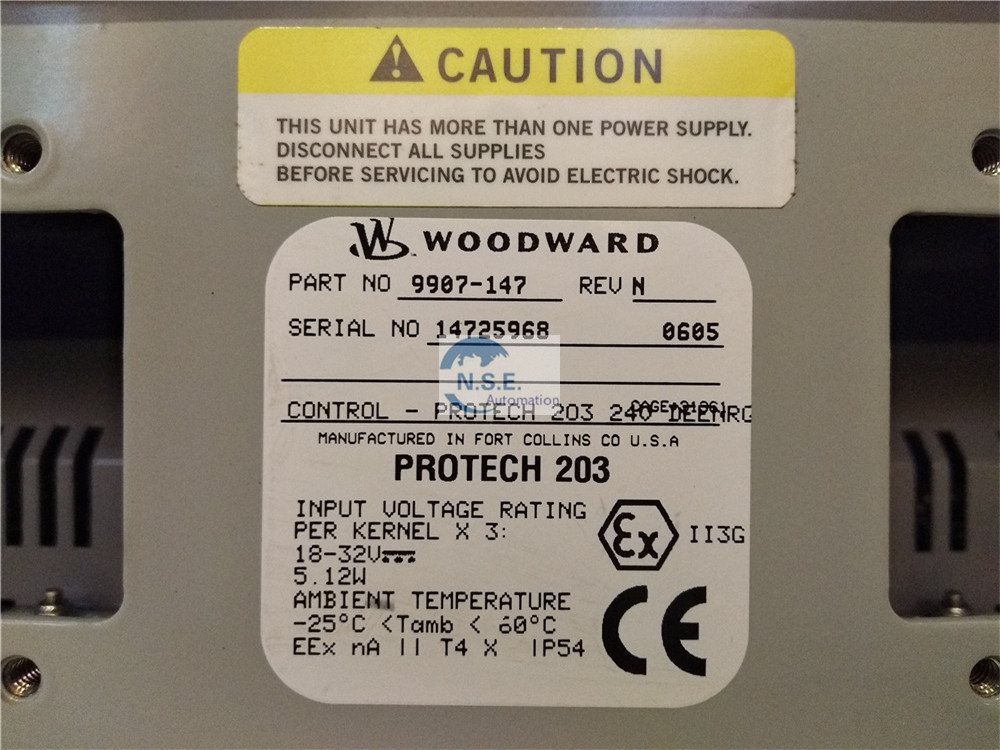 CAUTION
THIS UNIT HAS MORE THAN ONE POWER SUPPLY.
DISCONNECT ALL SUPPLIES
BEFORE SERVICING TO AVOID ELECTRIC SHOCK.
WOODWARD
PART NO 9907-147 REV N
SERIAL NO 14725968 0605
N.S.E.
Automation
CONTROL - PROTECH 203 240
MANUFACTURED IN FORT COLLINS CO U.S.A
PROTECH 203
INPUT VOLTAGE RATING
PER KERNEL X 3:
18-32V
5.12W
Ex II3G
AMBIENT TEMPERATURE
-25°C <Tamb < 60°C
EEx nA II T4 X IP54
CE